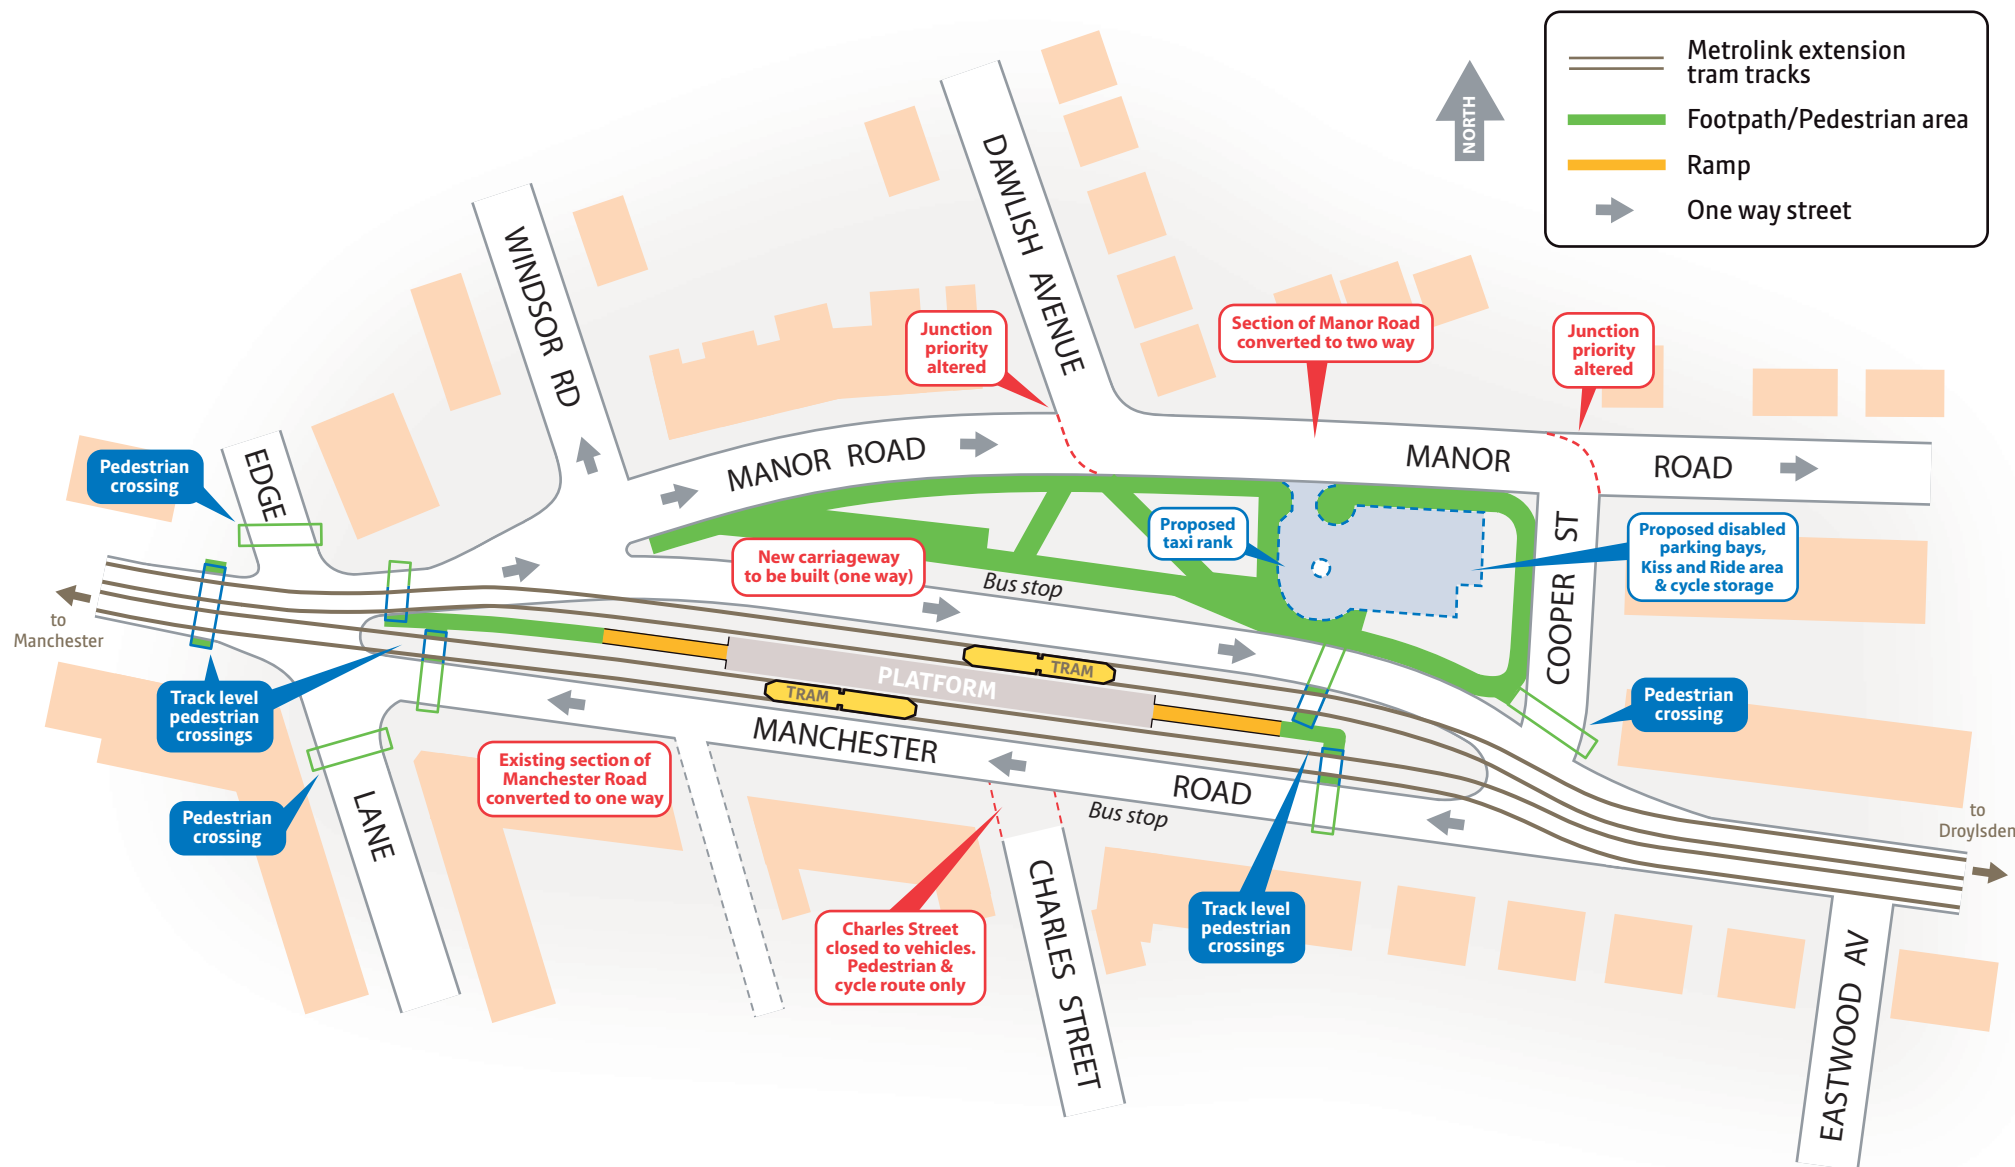 Metrolink extension
tram tracks
Footpath/Pedestrian area
Ramp
One way street
NORTH
DAWLISH AVENUE
WINDSOR RD
Junction
priority
altered
Section of Manor Road
converted to two way
Junction
priority
altered
MANOR ROAD
MANOR
ROAD
EDGE
Pedestrian
crossing
Proposed
taxi rank
Proposed disabled
parking bays,
Kiss and Ride area
& cycle storage
COOPER ST
New carriageway
to be built (one way)
Bus stop
to
Manchester
TRAM
PLATFORM
TRAM
Track level
pedestrian
crossings
Pedestrian
crossing
MANCHESTER
ROAD
Existing section of
Manchester Road
converted to one way
Bus stop
Pedestrian
crossing
LANE
to
Droylsden
CHARLES STREET
Charles Street
closed to vehicles.
Pedestrian &
cycle route only
Track level
pedestrian
crossings
EASTWOOD AV